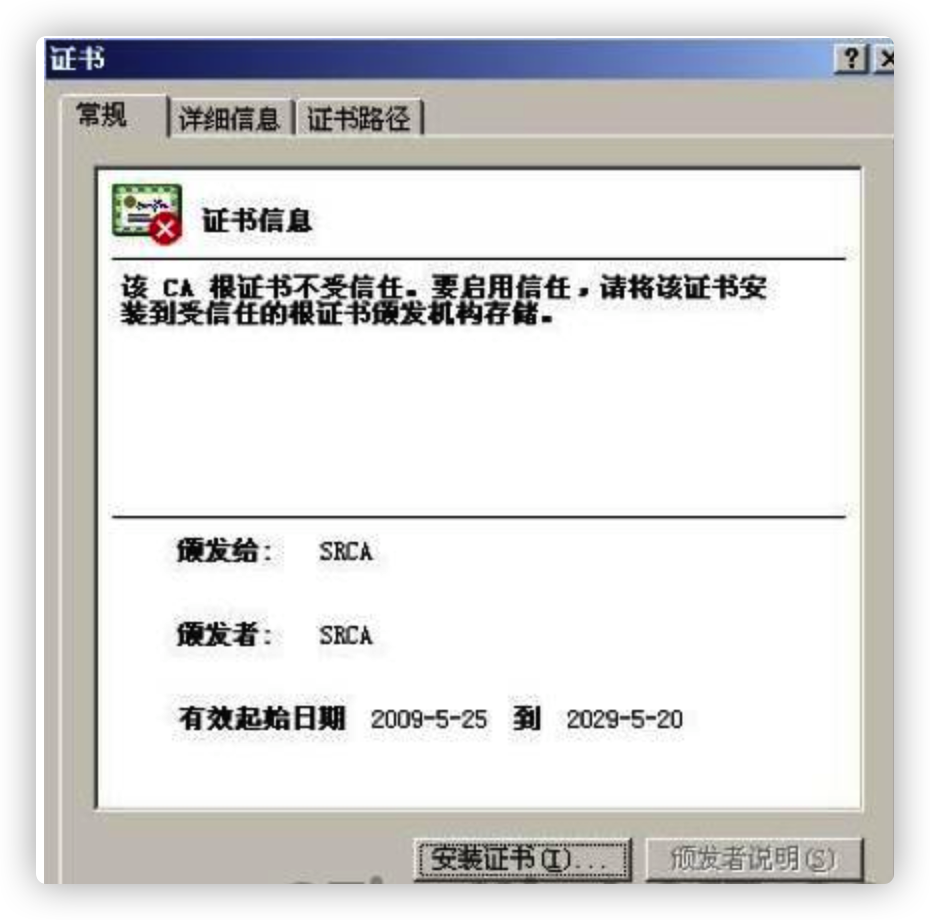 证书
常规 详细信息 证书路径
证书信息
该 CA 根证书不受信任。要启用信任，请将该证书安
装到受信任的根证书颁发机构存储。
颁发给： SRCA
颁发者： SRCA
有效起始日期 2009-5-25 到 2029-5-20
安装证书(I)... 颁发者说明(S)